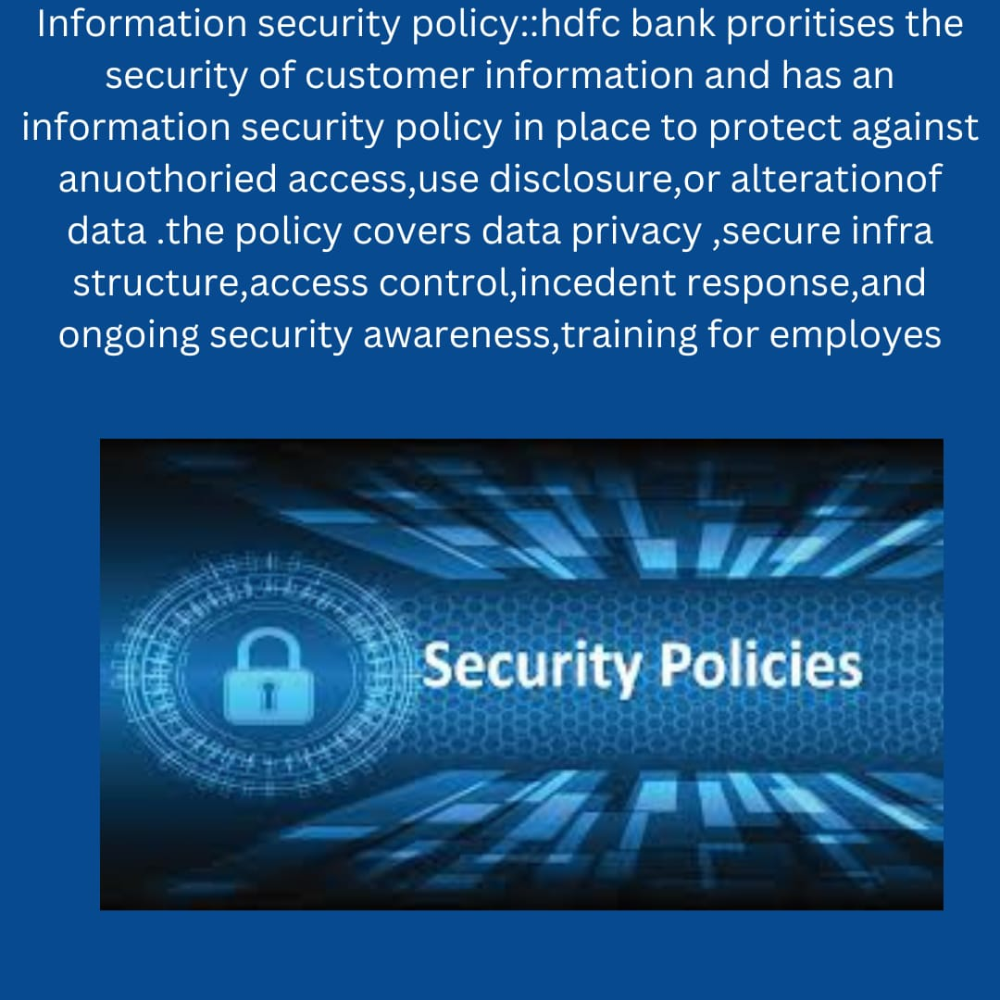 Information security policy::hdfc bank proritises the
security of customer information and has an
information security policy in place to protect against
anuothoried access,use disclosure,or alterationof
data .the policy covers data privacy ,secure infra
structure,access control,incedent response,and
ongoing security awareness,training for employes
Security Policies